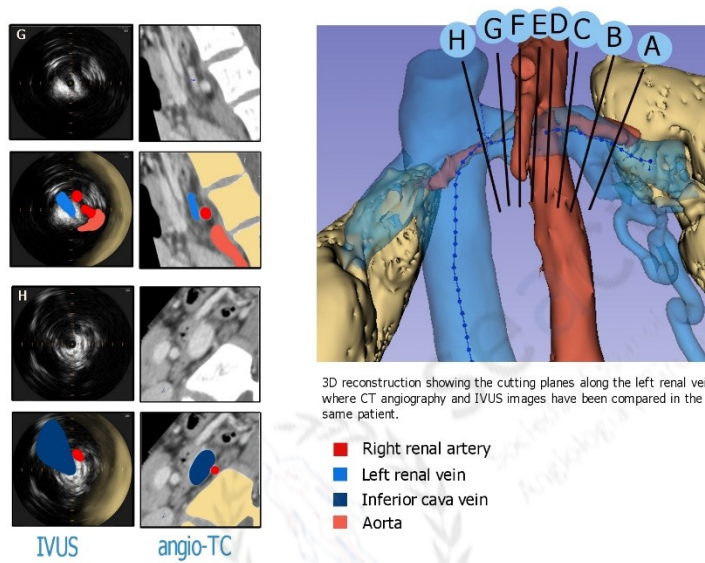 G
H
IVUS angio-TC
H G F E D C B A
3D reconstruction showing the cutting planes along the left renal vei
where CT angiography and IVUS images have been compared in the
same patient.
Right renal artery
Left renal vein
Inferior cava vein
Aorta
seac